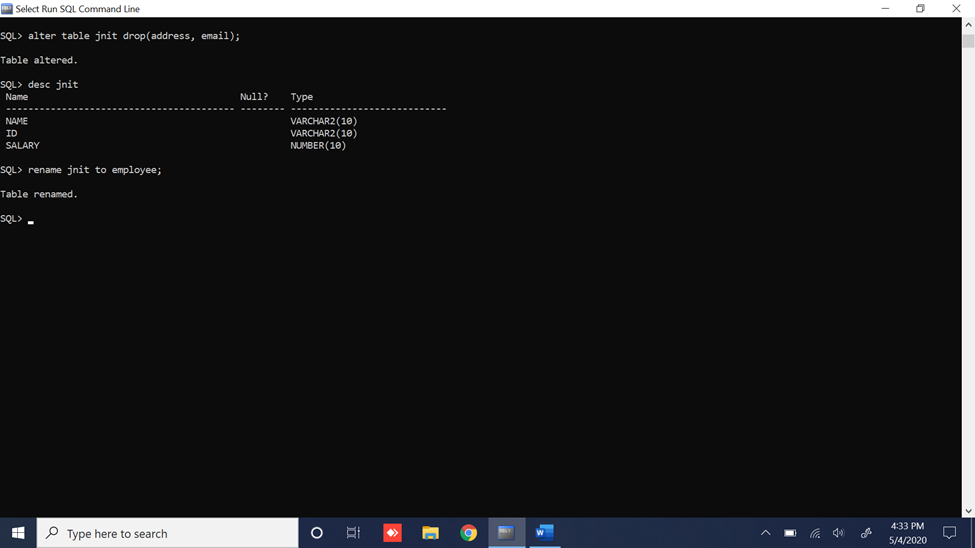 Select Run SQL Command Line
SQL> alter table jnit drop(address, email);
Table altered.
SQL> desc jnit
 Name                                      Null?    Type
 ----------------------------------------- -------- ----------------------------
 NAME                                               VARCHAR2(10)
 ID                                                 VARCHAR2(10)
 SALARY                                             NUMBER(10)
SQL> rename jnit to employee;
Table renamed.
SQL>
Type here to search
4:33 PM
5/4/2020